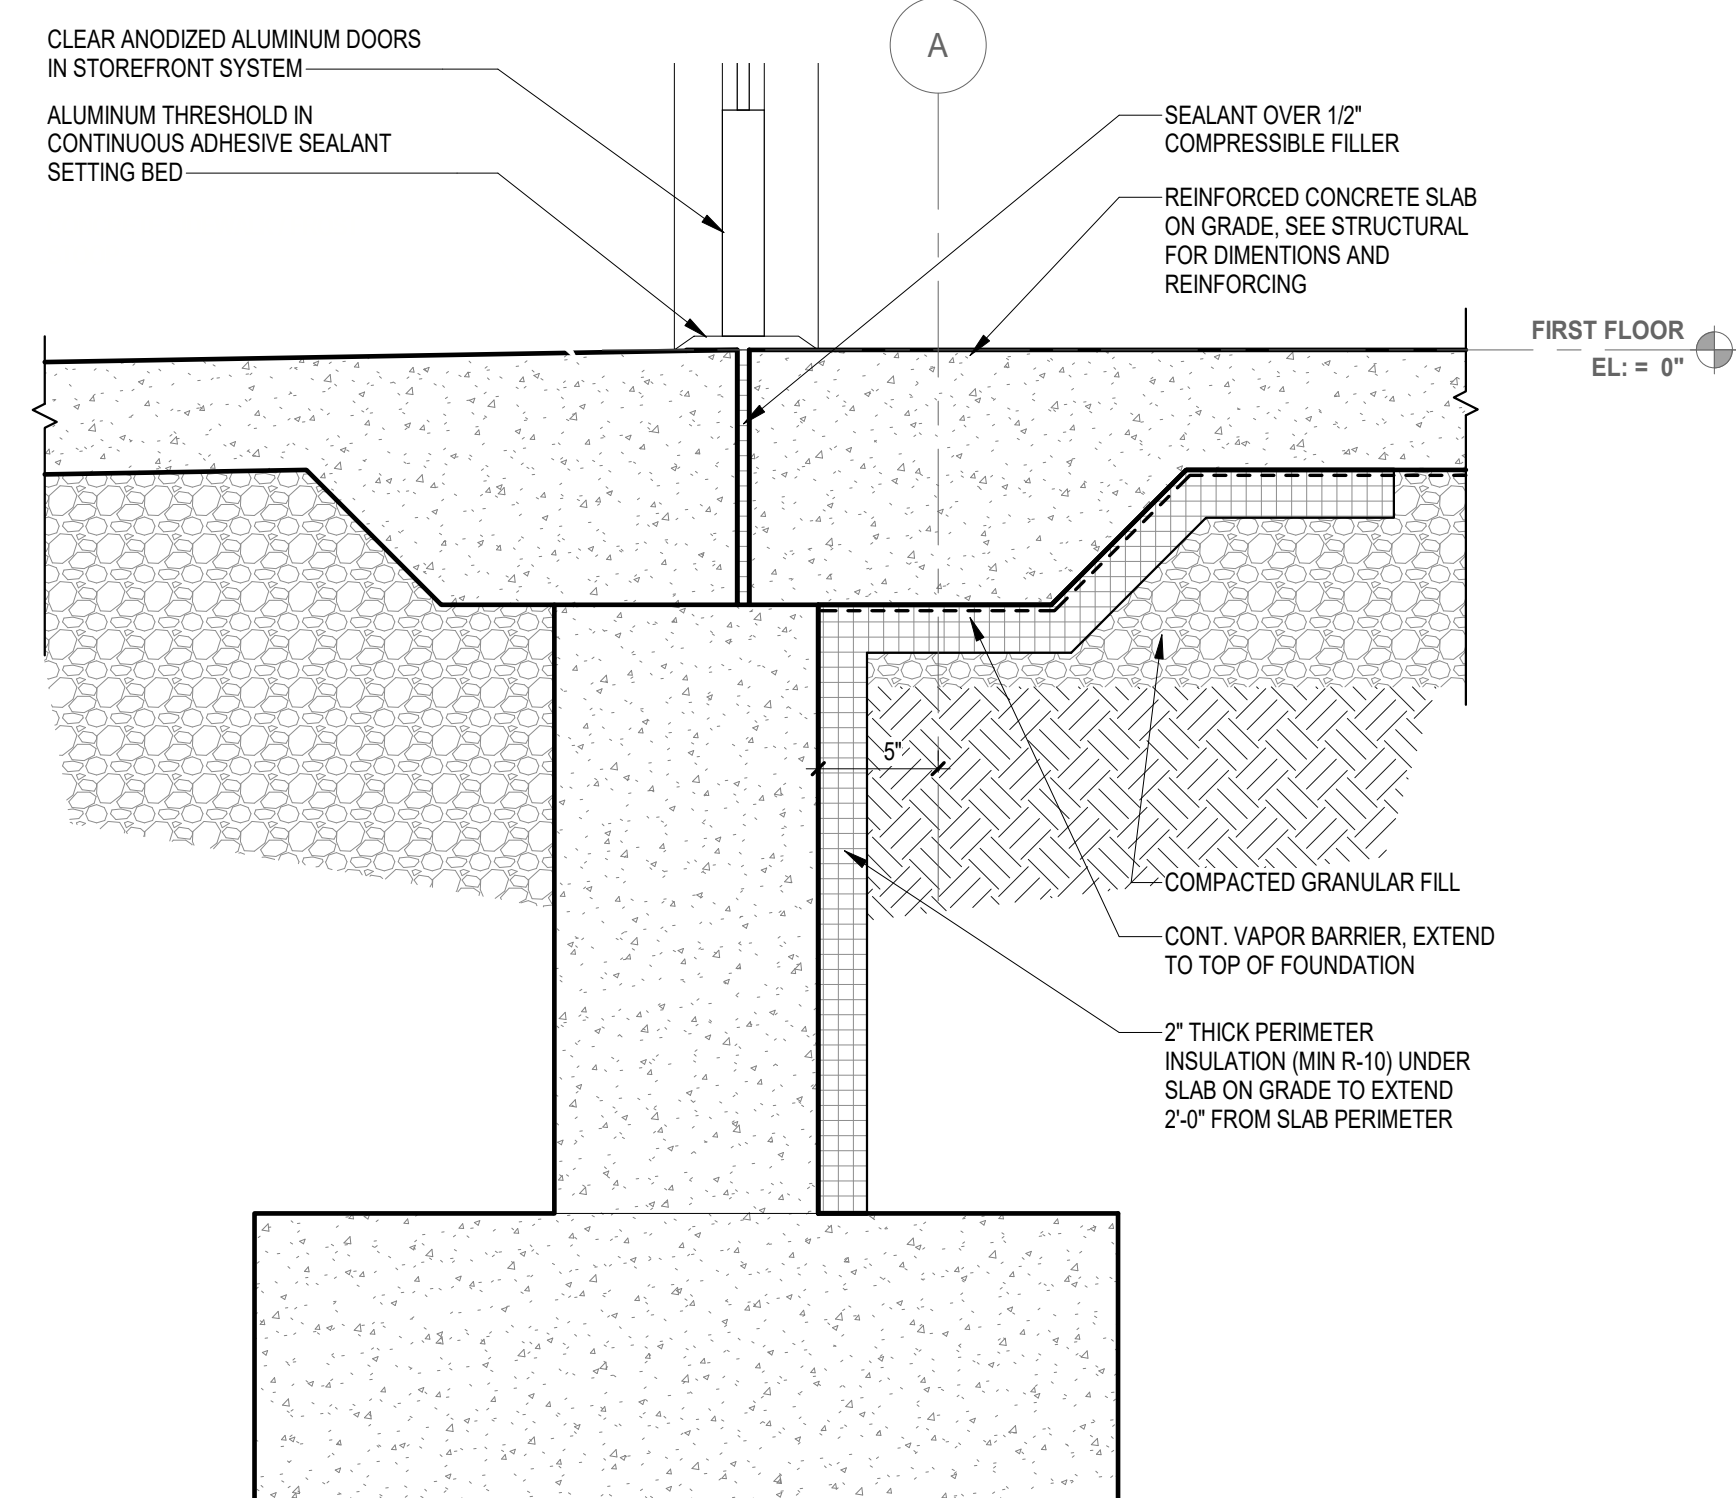 CLEAR ANODIZED ALUMINUM DOORS
IN STOREFRONT SYSTEM
ALUMINUM THRESHOLD IN
CONTINUOUS ADHESIVE SEALANT
SETTING BED
A
SEALANT OVER 1/2"
COMPRESSIBLE FILLER
REINFORCED CONCRETE SLAB
ON GRADE, SEE STRUCTURAL
FOR DIMENTIONS AND
REINFORCING
FIRST FLOOR
EL: = 0"
5"
COMPACTED GRANULAR FILL
CONT. VAPOR BARRIER, EXTEND
TO TOP OF FOUNDATION
2" THICK PERIMETER
INSULATION (MIN R-10) UNDER
SLAB ON GRADE TO EXTEND
2'-0" FROM SLAB PERIMETER